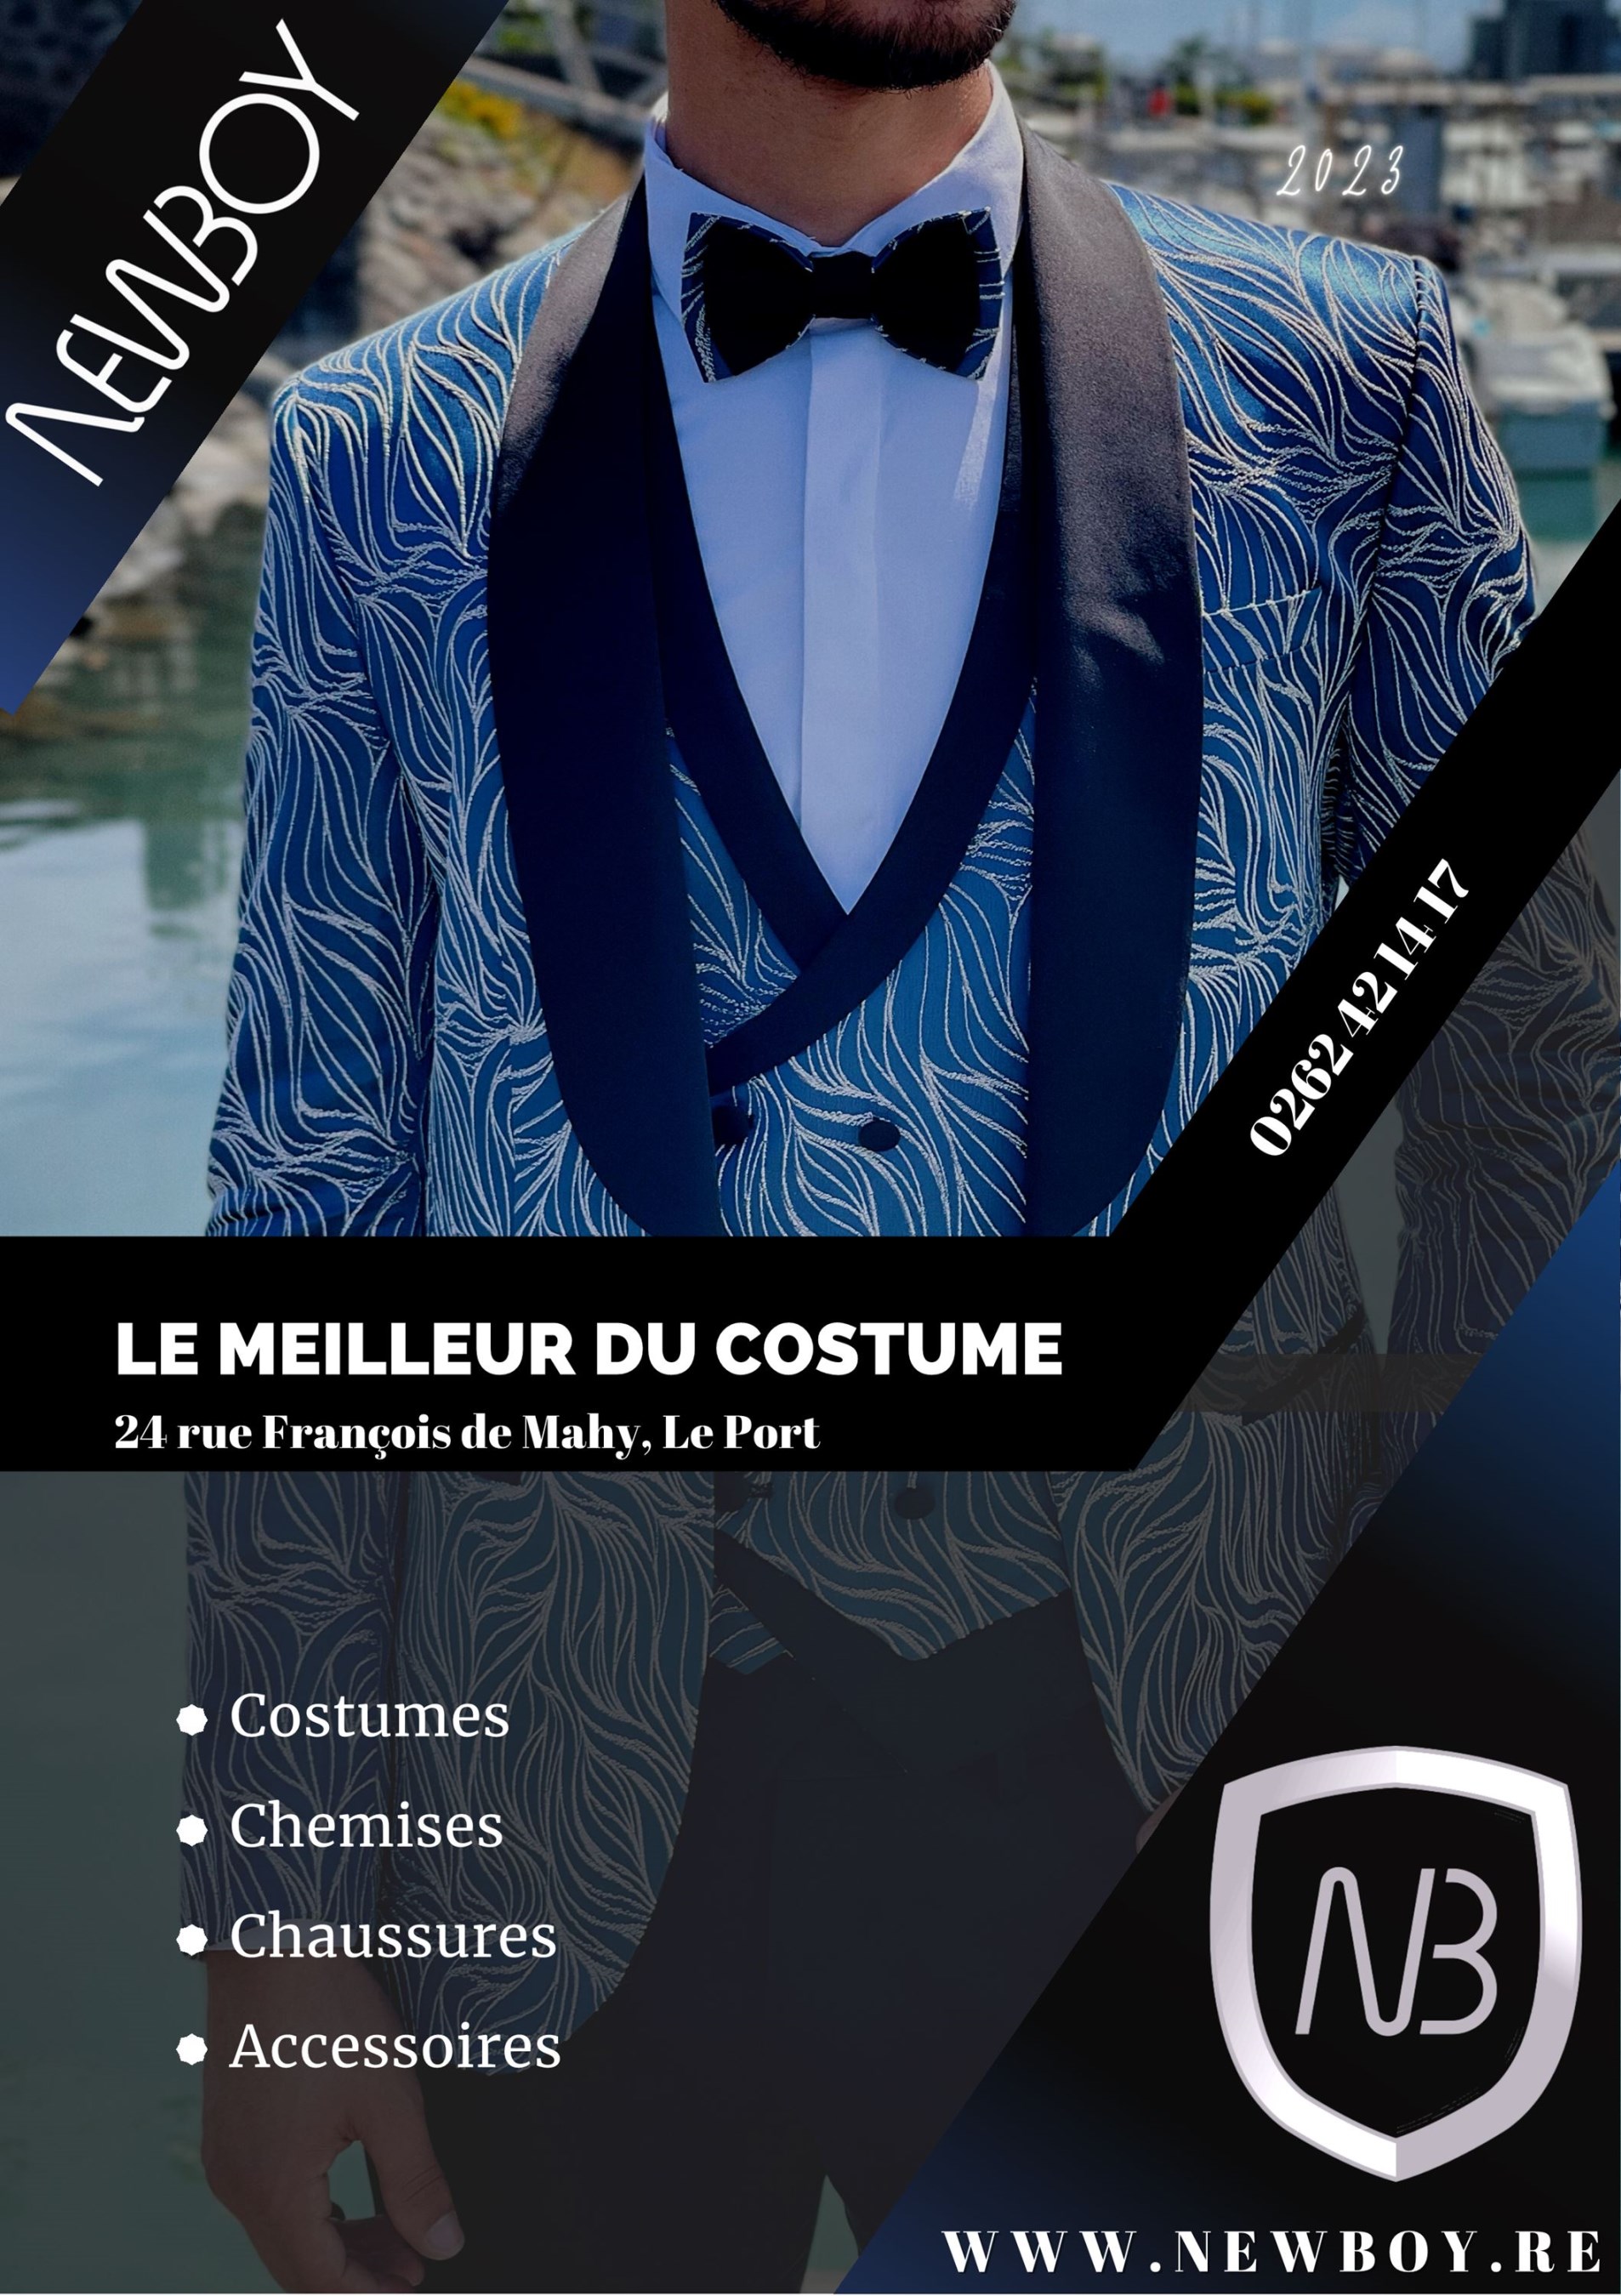 NEWBOY
2023
0262 42 14 17
LE MEILLEUR DU COSTUME
24 rue François de Mahy, Le Port
Costumes
Chemises
Chaussures
Accessoires
NB
WWW.NEWBOY.RE